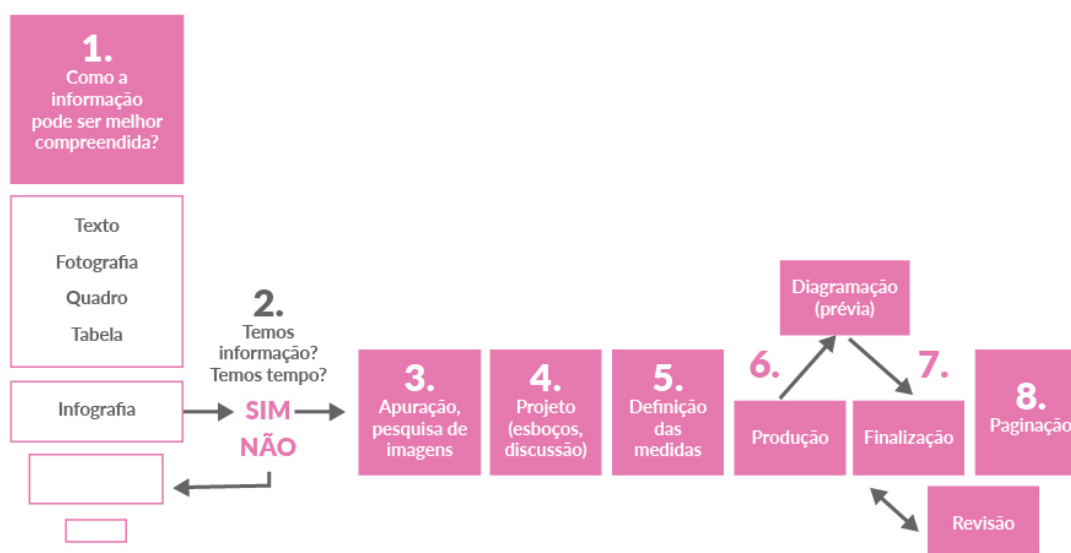 1.
Como a
informação
pode ser melhor
compreendida?
Texto
Fotografia
Quadro
Tabela
Infografia
2.
Temos
informação?
Temos tempo?
SIM
NÃO
3.
Apuração,
pesquisa de
imagens
4.
Projeto
(esboços,
discussão)
5.
Definição
das
medidas
6.
Produção
Diagramação
(prévia)
7.
Finalização
Revisão
8.
Paginação